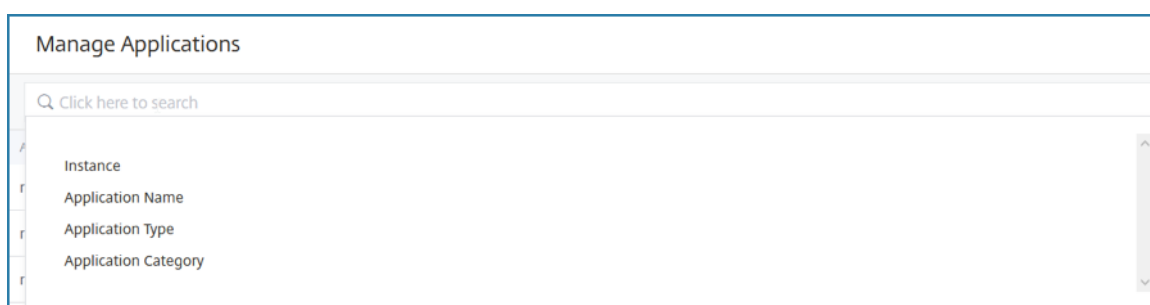 Manage Applications
Click here to search
Instance
Application Name
Application Type
Application Category